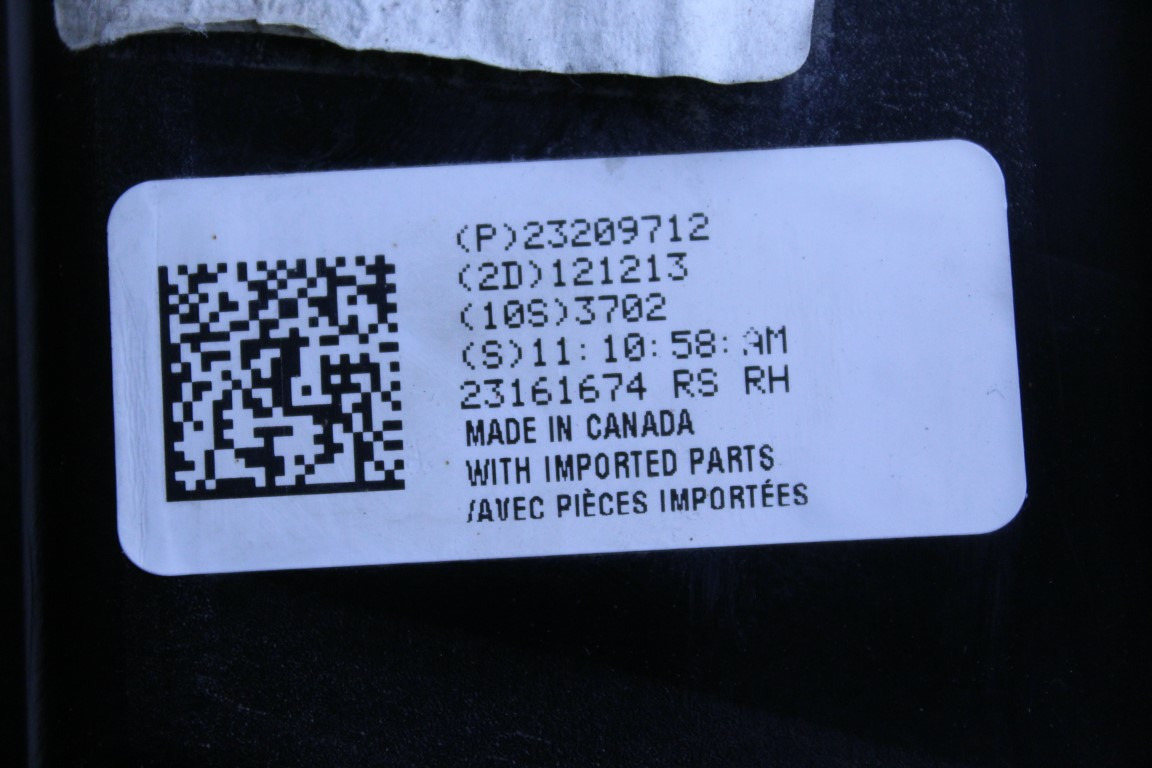 (P)23209712
(2D)121213
(10S)3702
(S)11:10:58:AM
23161674 RS RH
MADE IN CANADA
WITH IMPORTED PARTS
/AVEC PIÈCES IMPORTÉES